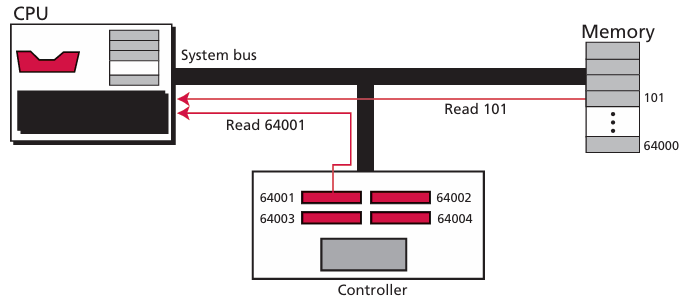 CPU
System bus
Memory
101
Read 101
Read 64001
64000
64001
64002
64003
64004
Controller